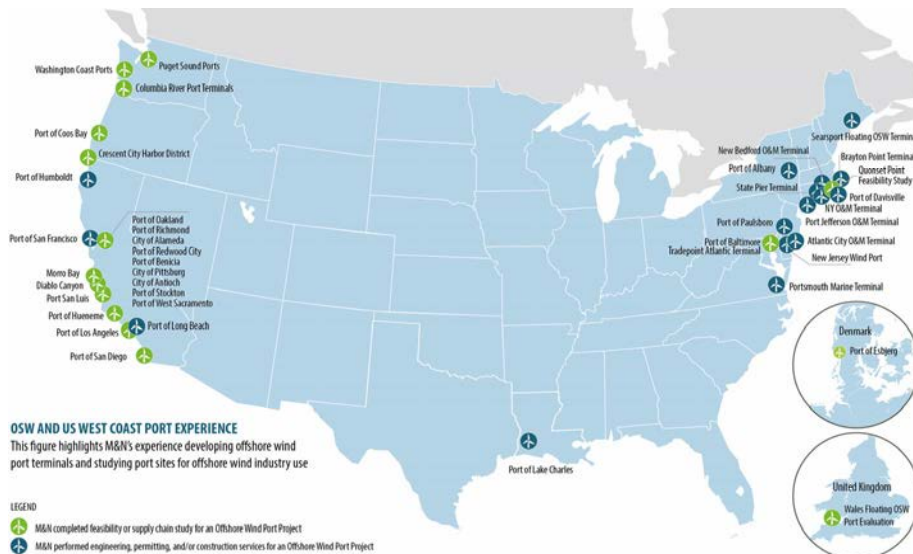 Puget Sound Ports
Washington Coast Ports
Columbia River Port Terminals
Port of Coos Bay
Crescent City Harbor District
Port of Humboldt
Port of San Francisco
Port of Oakland
Port of Richmond
City of Alameda
Port of Redwood City
Port of Benicia
City of Pittsburg
City of Antioch
Port of Stockton
Port of West Sacramento
Morro Bay
Diablo Canyon
Port San Luis
Port of Hueneme
Port of Los Angeles
Port of Long Beach
Port of San Diego
Searsport Floating OSW Termin
New Bedford O&M Terminal
Brayton Point Termina
Port of Albany
Quonset Point
Feasibility Study
State Pier Terminal
Port of Davisville
NY O&M Terminal
Port of Paulsboro
Port Jefferson O&M Terminal
Port of Baltimore
Tradepoint Atlantic Terminal
Atlantic City O&M Terminal
New Jersey Wind Port
Portsmouth Marine Terminal
Port of Lake Charles
Denmark
Port of Esbjerg
United Kingdom
Wales Floating OSW
Port Evaluation
OSW AND US WEST COAST PORT EXPERIENCE
This figure highlights M&N's experience developing offshore wind
port terminals and studying port sites for offshore wind industry use
LEGEND
M&N completed feasibility or supply chain study for an Offshore Wind Port Project
M&N performed engineering, permitting, and/or construction services for an Offshore Wind Port Project